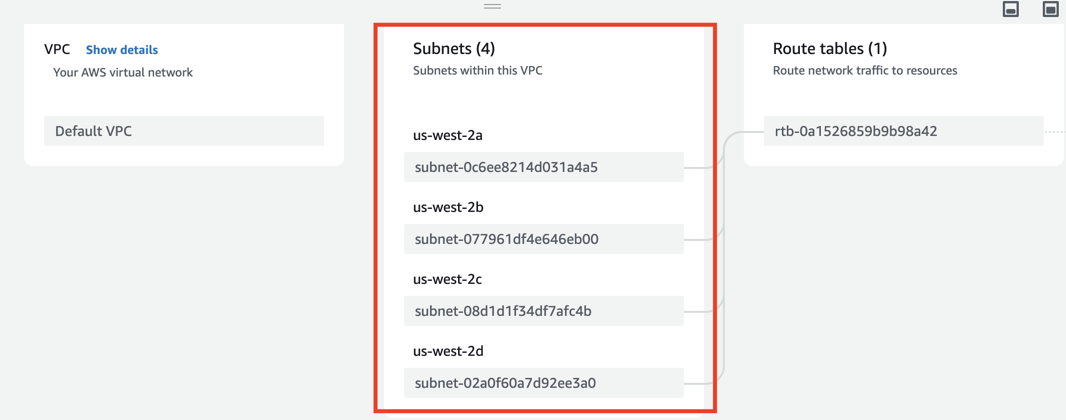 VPC Show details
Your AWS virtual network
Default VPC
Subnets (4)
Subnets within this VPC
us-west-2a
subnet-0c6ee8214d031a4a5
us-west-2b
subnet-077961df4e646eb00
us-west-2c
subnet-08d1d1f34df7afc4b
us-west-2d
subnet-02a0f60a7d92ee3a0
Route tables (1)
Route network traffic to resources
rtb-0a1526859b9b98a42